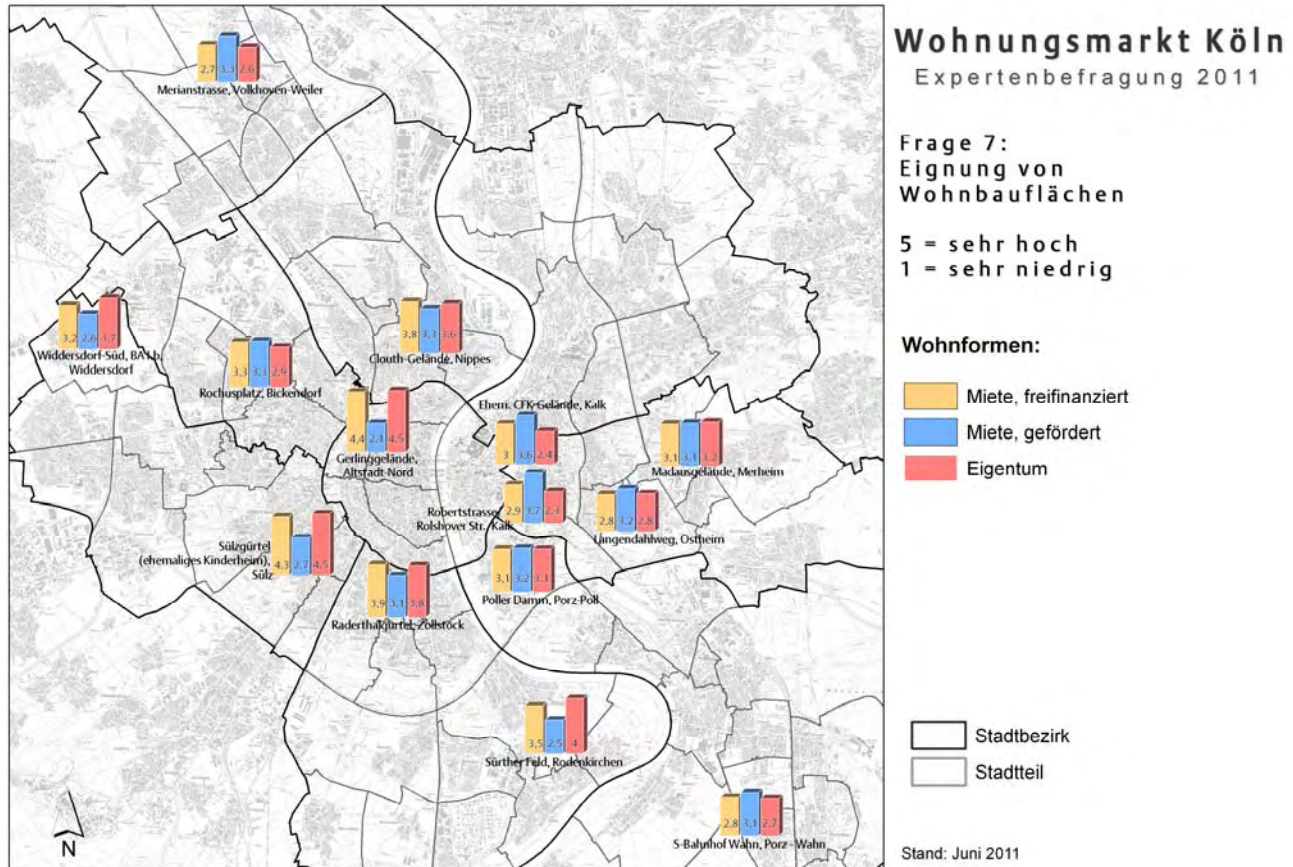 Wohnungsmarkt Köln
Expertenbefragung 2011
Frage 7:
Eignung von
Wohnbauflächen
5 = sehr hoch
1 = sehr niedrig
Wohnformen:
Miete, freifinanziert
Miete, gefördert
Eigentum
Stadtbezirk
Stadtteil
Stand: Juni 2011
2,7 3,3 2,6
Merianstrasse, Volkhoven-Weiler
3,2 2,6 3,7
Widdersdorf-Süd, BA I b,
Widdersdorf
3,3 3,3 2,9
Rochusplatz, Bickendorf
3,8 3,3 3,6
Clouth-Gelände, Nippes
4,4 2,1 4,5
Gerlinggelände,
Altstadt-Nord
Ehem. CFK-Gelände, Kalk
3 3,6 2,4
3,1 3,1 3,2
Madausgelände, Merheim
2,9 3,7 2,3
Robertstrasse,
Rolshover Str., Kalk
2,8 3,2 2,8
Langendahlweg, Ostheim
Sülzgürtel
(ehemaliges Kinderheim),
Sülz
4,3 2,7 4,5
3,9 3,1 3,8
Raderthalgürtel, Zollstock
3,1 3,2 3,1
Poller Damm, Porz-Poll
3,5 2,5 4
Sürther Feld, Rodenkirchen
2,8 3,1 2,7
S-Bahnhof Wahn, Porz - Wahn
N